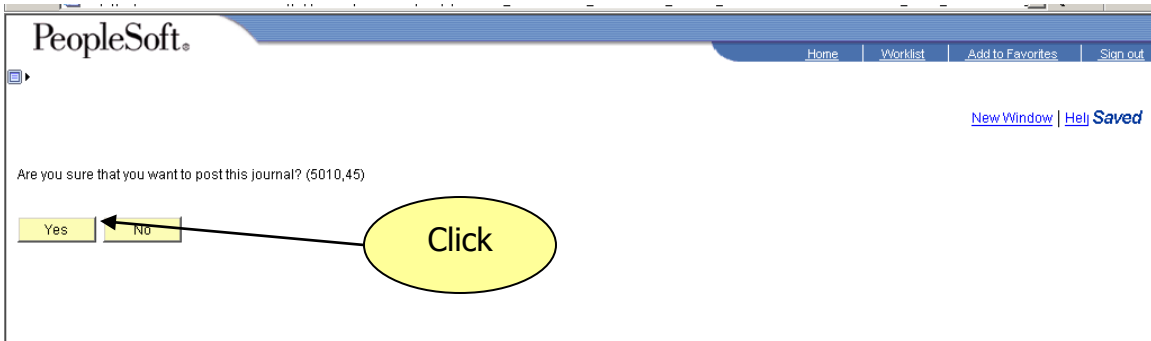 PeopleSoft®
Home Worklist Add to Favorites Sign out
New Window | Hel Saved
Are you sure that you want to post this journal? (5010,45)
Yes No
Click